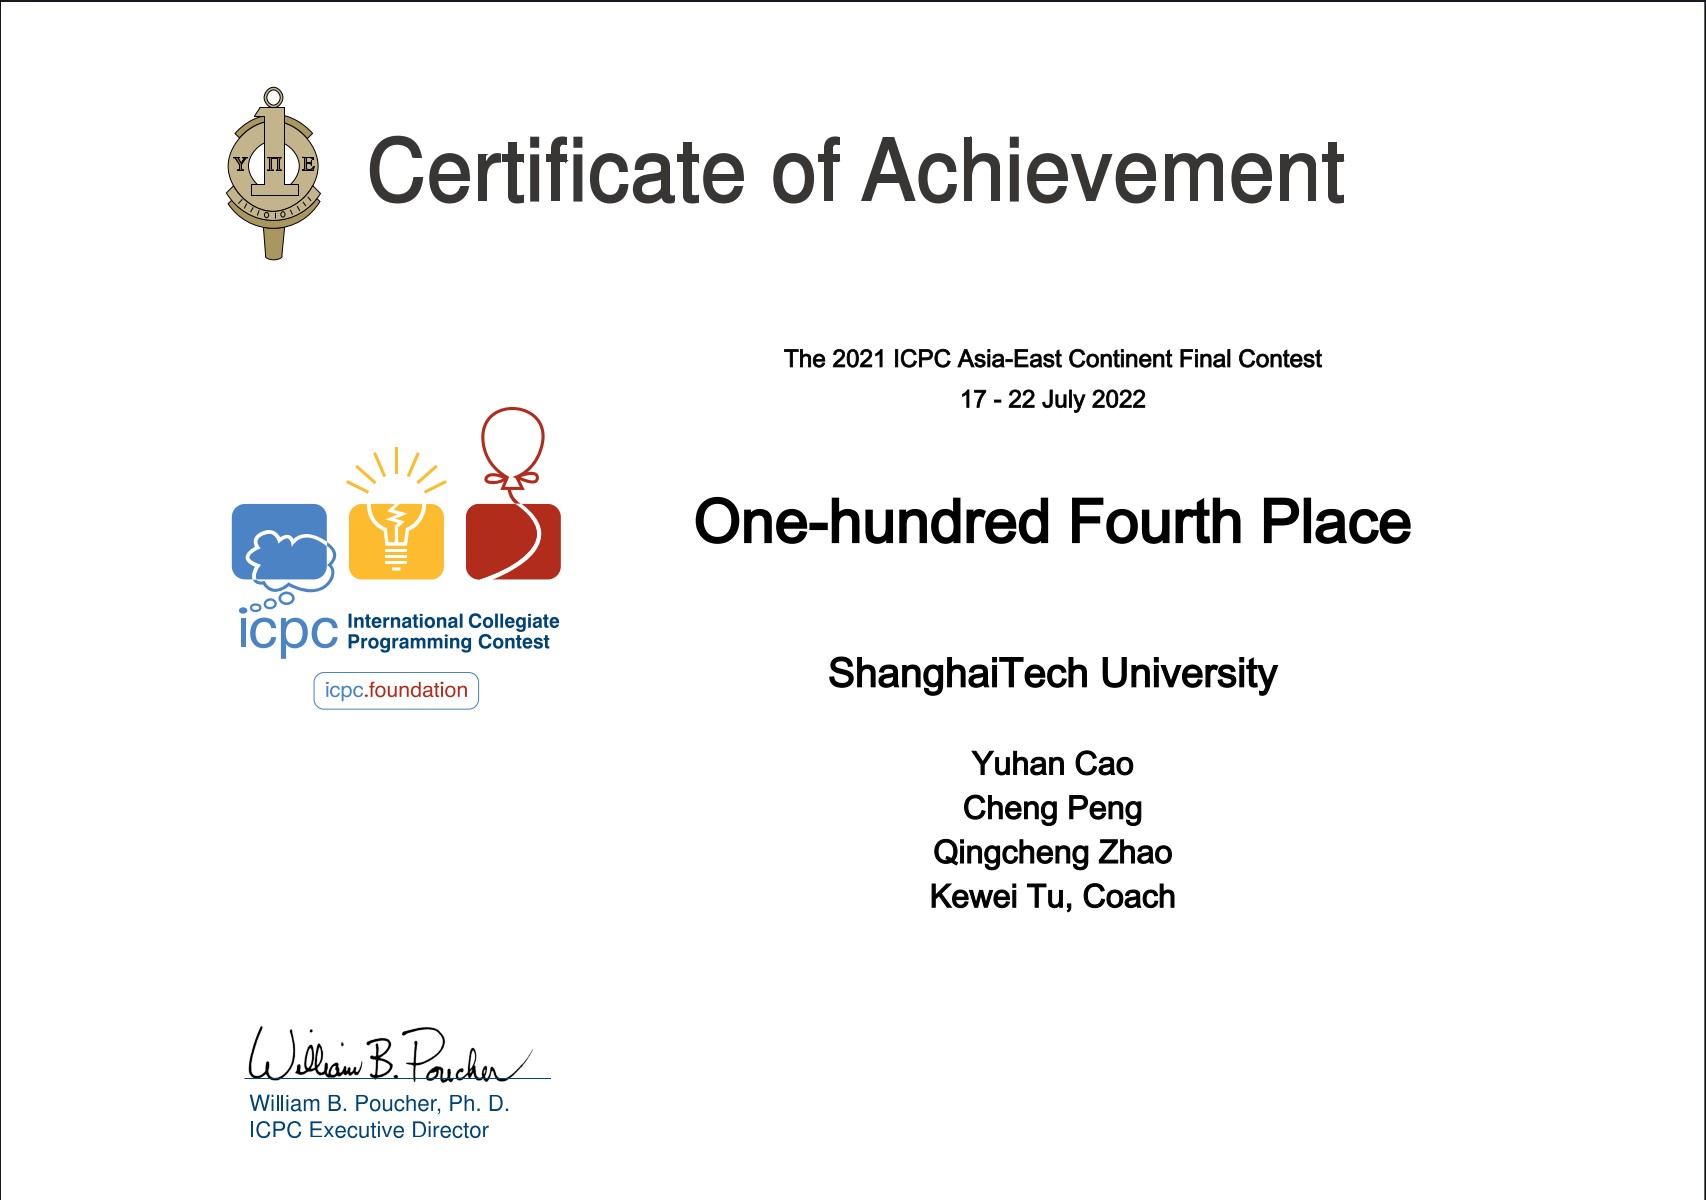 Υ Π Ε
Certificate of Achievement
The 2021 ICPC Asia-East Continent Final Contest
17 - 22 July 2022
One-hundred Fourth Place
icpc International Collegiate
Programming Contest
icpc.foundation
ShanghaiTech University
Yuhan Cao
Cheng Peng
Qingcheng Zhao
Kewei Tu, Coach
William B. Poucher
William B. Poucher, Ph. D.
ICPC Executive Director